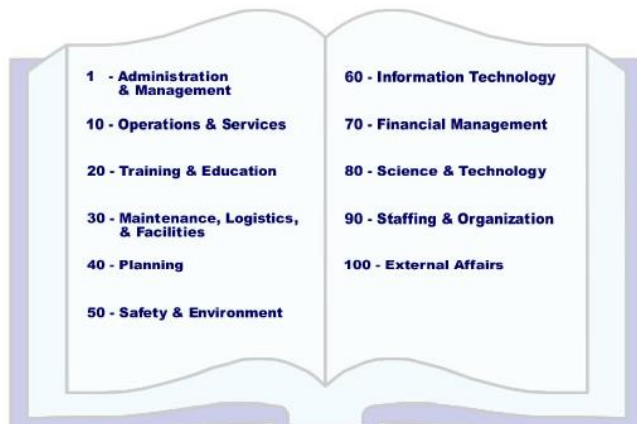 1 - Administration
& Management
10 - Operations & Services
20 - Training & Education
30 - Maintenance, Logistics,
& Facilities
40 - Planning
50 - Safety & Environment
60 - Information Technology
70 - Financial Management
80 - Science & Technology
90 - Staffing & Organization
100 - External Affairs